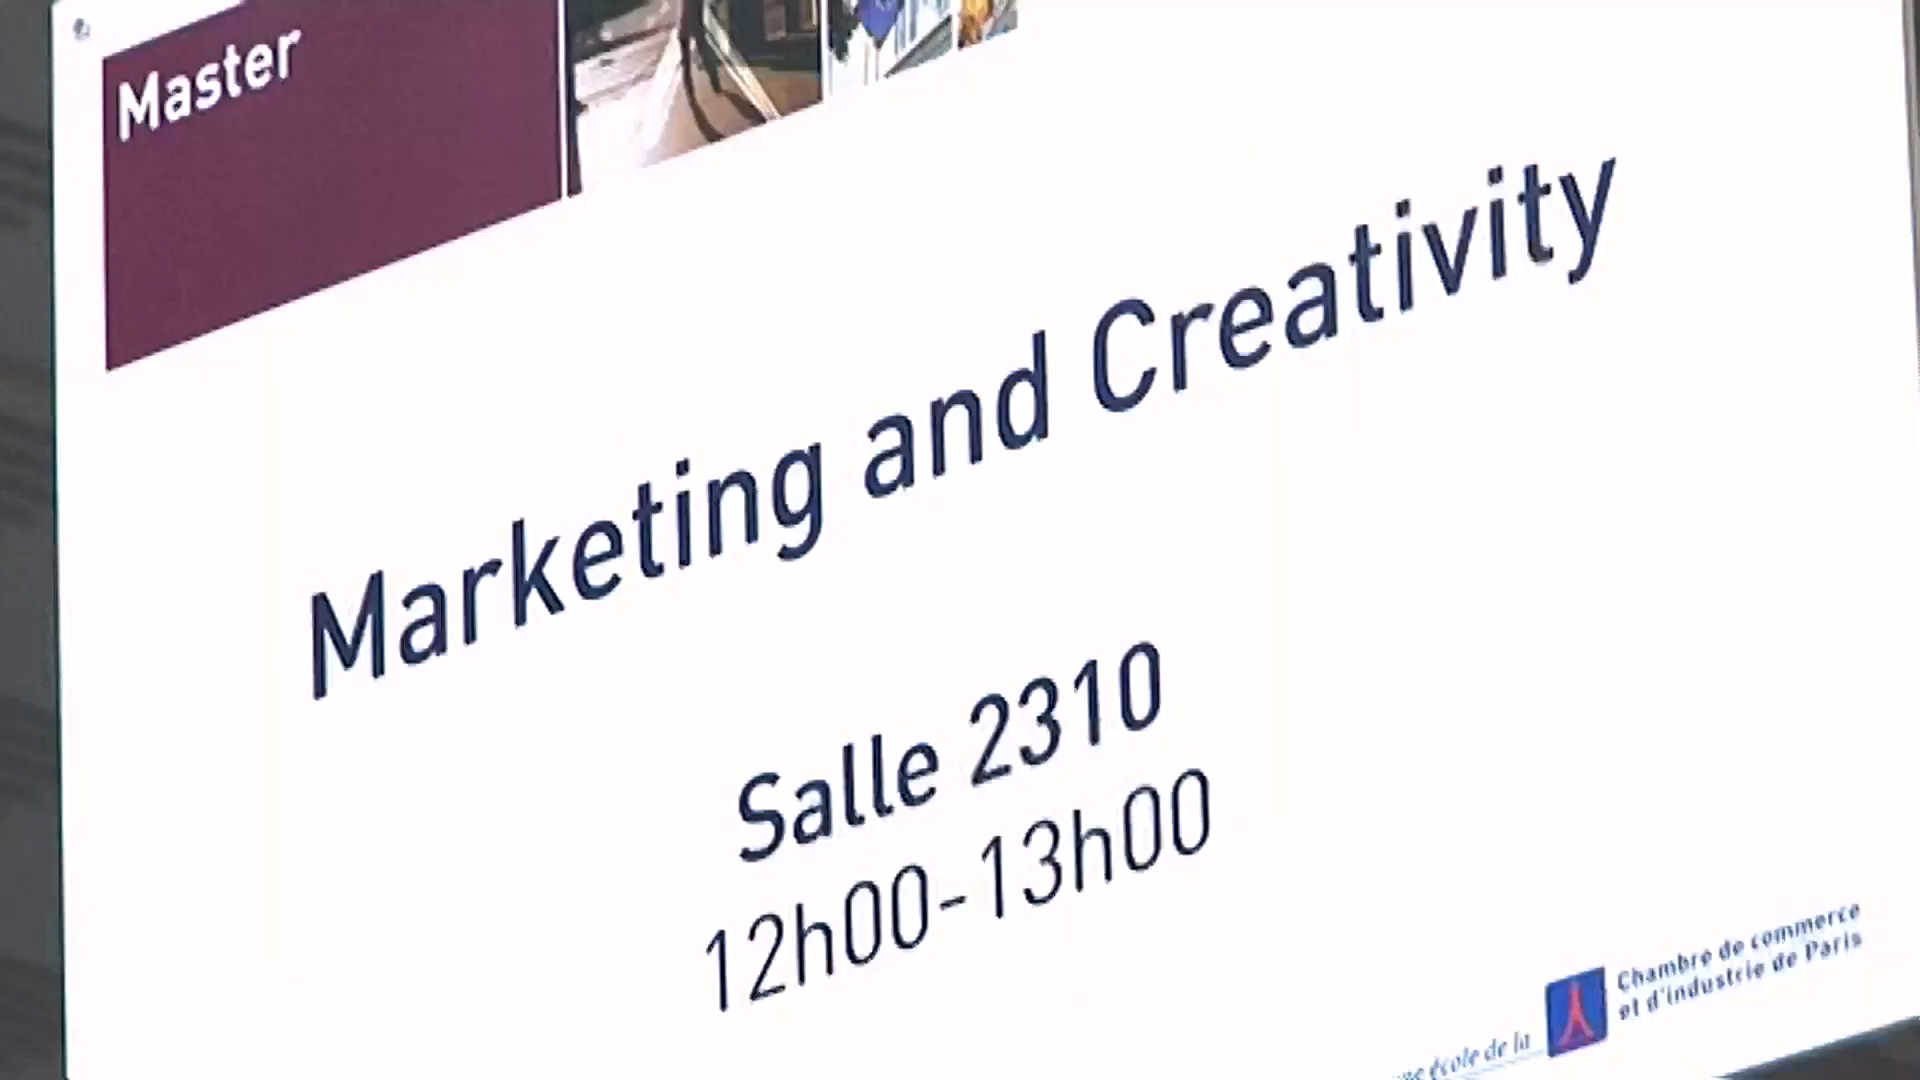 Master
Marketing and Creativity
Salle 2310
12h00-13h00
école de la
Chambre de commerce
et d'industrie de Paris